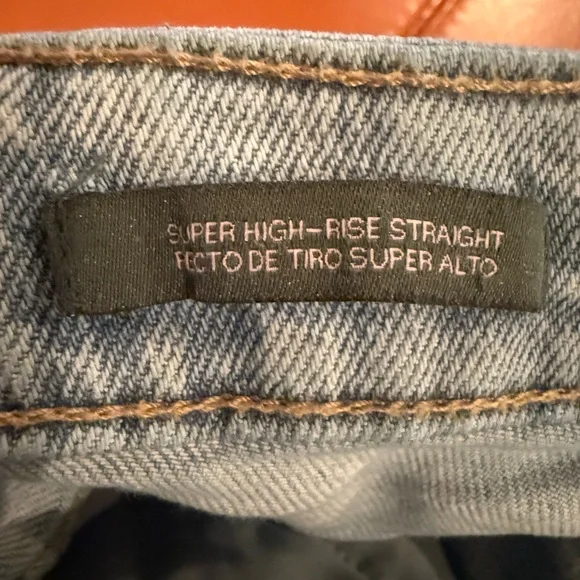 SUPER HIGH-RISE STRAIGHT
RECTO DE TIRO SUPER ALTO